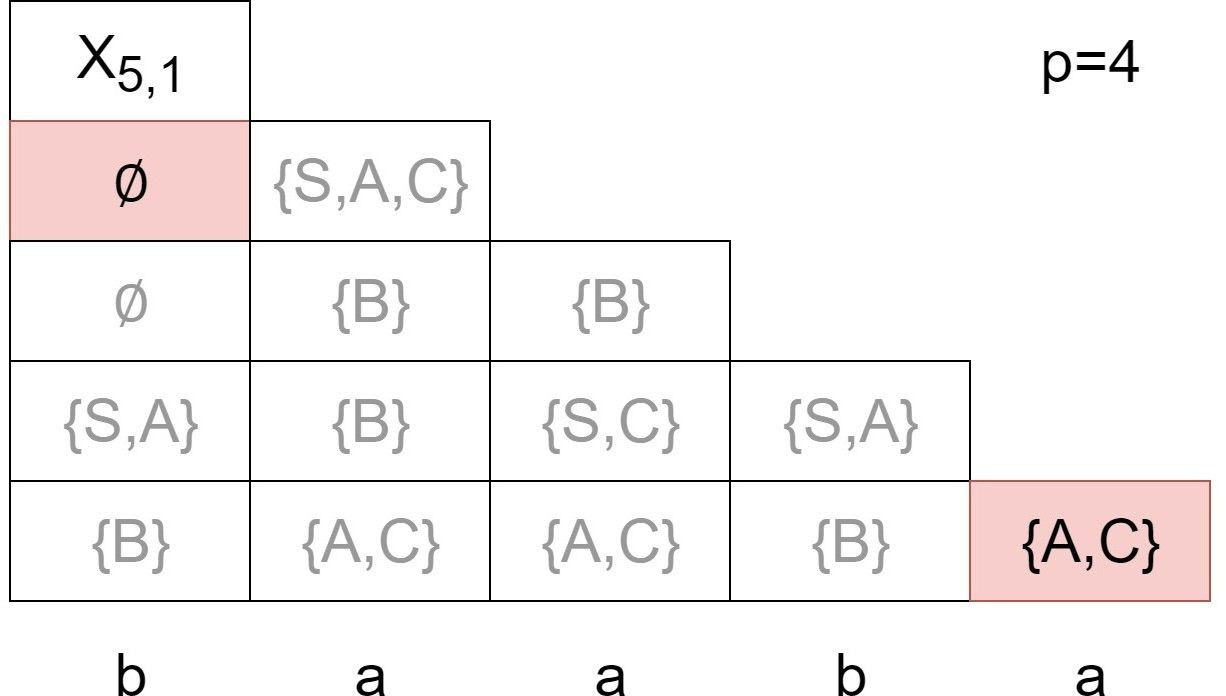 X₅,₁ p=4
∅ {S,A,C}
∅ {B} {B}
{S,A} {B} {S,C} {S,A}
{B} {A,C} {A,C} {B} {A,C}
b a a b a